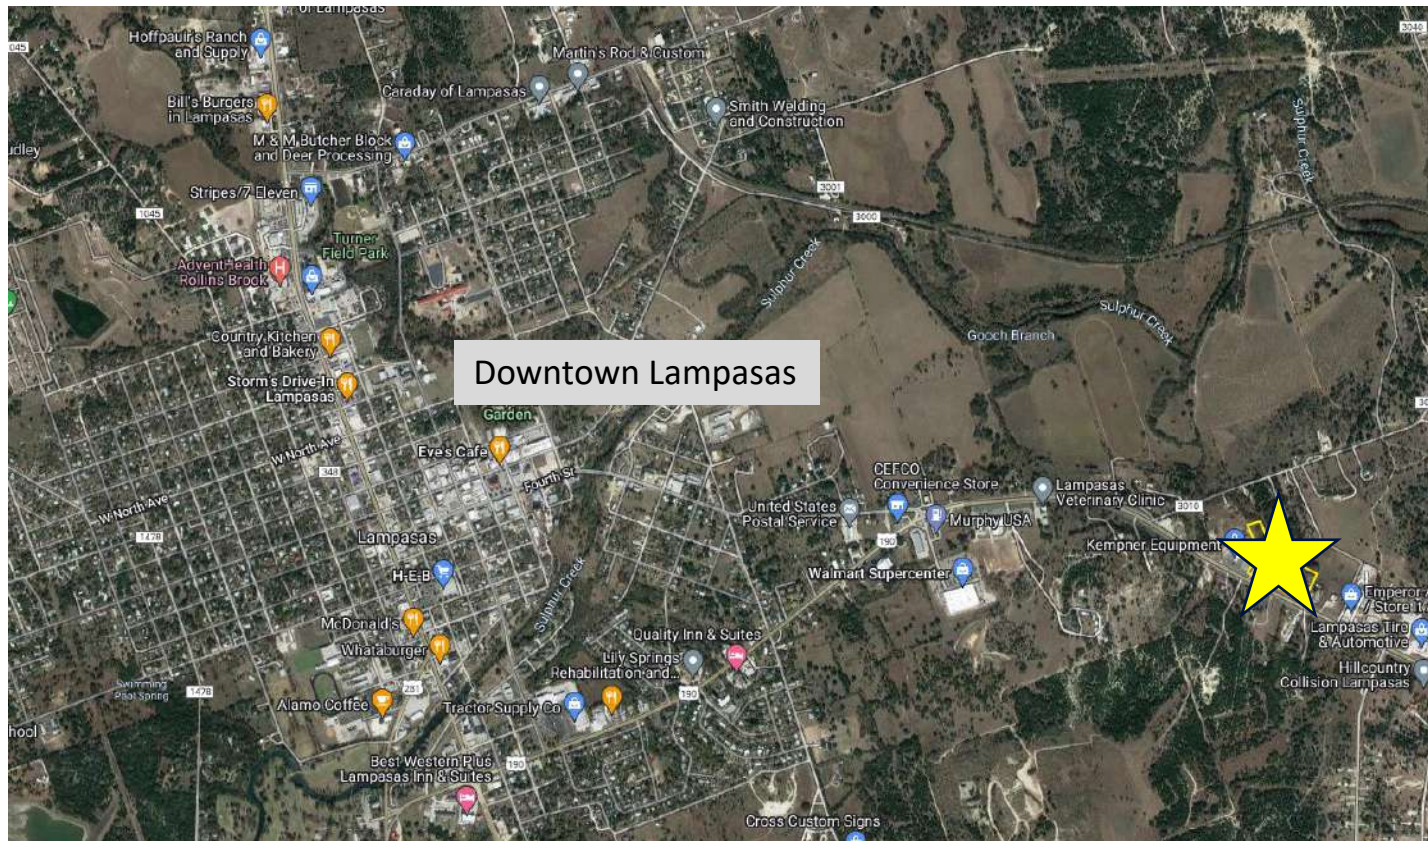 of Lampasas
Hoffpauir's Ranch
and Supply
1045
3040
Martin's Rod & Custom
Caraday of Lampasas
Bill's Burgers
in Lampasas
Smith Welding
and Construction
Sulphur Creek
M & M Butcher Block
and Deer Processing
udley
Stripes/7 Eleven
3001
1045
3000
Turner
Field Park
AdventHealth
Rollins Brook
Sulphur Creek
Sulphur Creek
Gooch Branch
Country Kitchen
and Bakery
Downtown Lampasas
Storm's Drive-In
Lampasas
Garden
W North Ave
Eve's Cafe
348
Fourth St
CEFCO
Convenience Store
Lampasas
Veterinary Clinic
W North Ave
United States
Postal Service
3010
Murphy USA
1478
Lampasas
190
Kempner Equipment
H-E-B
Walmart Supercenter
Sulphur Creek
Emperor A
/ Store It
McDonald's
Lampasas Tire
& Automotive
Quality Inn & Suites
Whataburger
Lily Springs
Rehabilitation and...
Hillcountry
Collision Lampasas
Swimming
Pool Spring
1478
281
190
Alamo Coffee
Tractor Supply Co
hool
Best Western Plus
Lampasas Inn & Suites
190
Cross Custom Signs